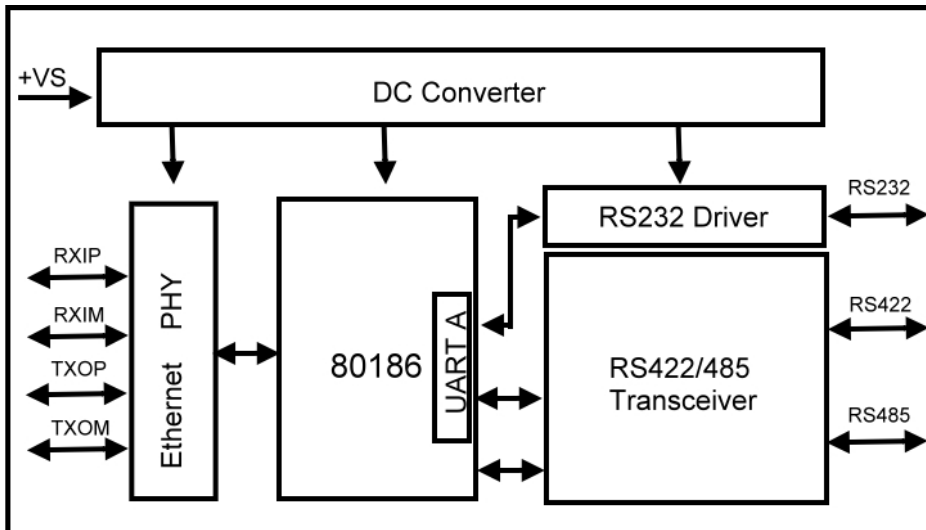 +VS
DC Converter
RS232 Driver
RS232
RXIP
RXIM
TXOP
TXOM
Ethernet PHY
80186
UART A
RS422/485
Transceiver
RS422
RS485